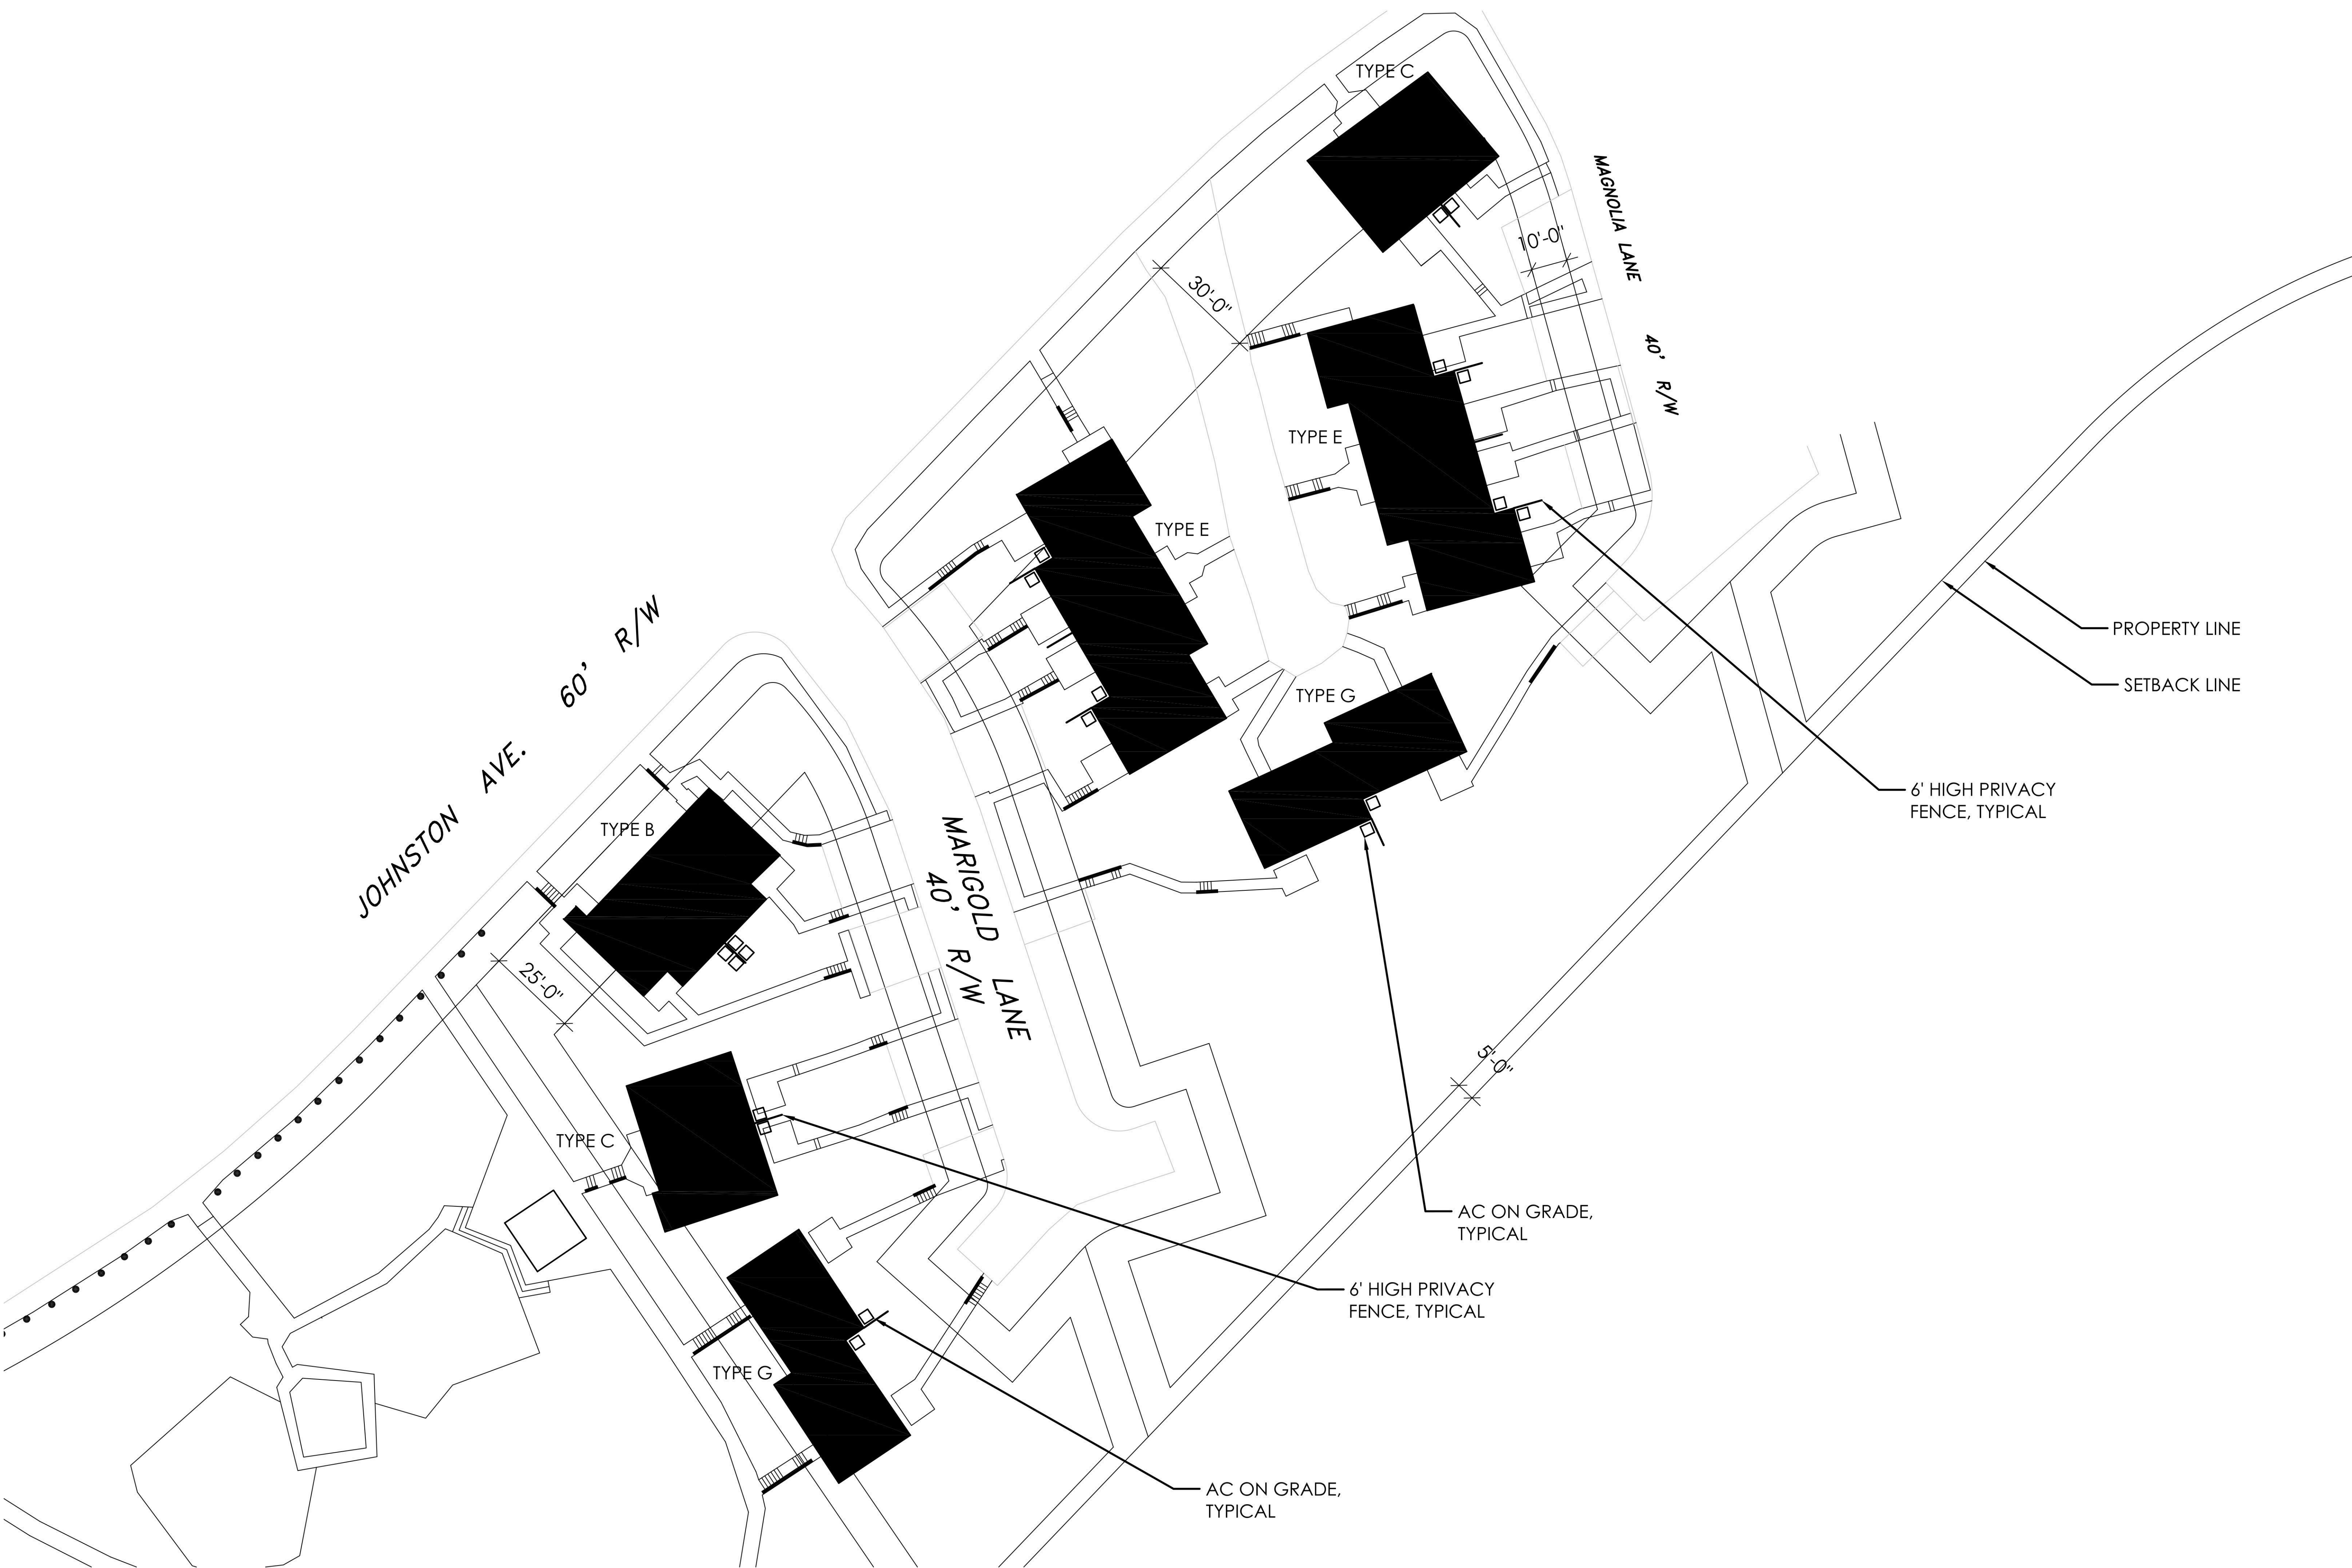 TYPE C
MAGNOLIA LANE
40' R/W
10'-0"
30'-0"
TYPE E
TYPE E
JOHNSTON AVE. 60' R/W
PROPERTY LINE
SETBACK LINE
TYPE G
6' HIGH PRIVACY
FENCE, TYPICAL
TYPE B
MARIGOLD LANE
40' R/W
25'-0"
5'-0"
TYPE C
AC ON GRADE,
TYPICAL
6' HIGH PRIVACY
FENCE, TYPICAL
TYPE G
AC ON GRADE,
TYPICAL